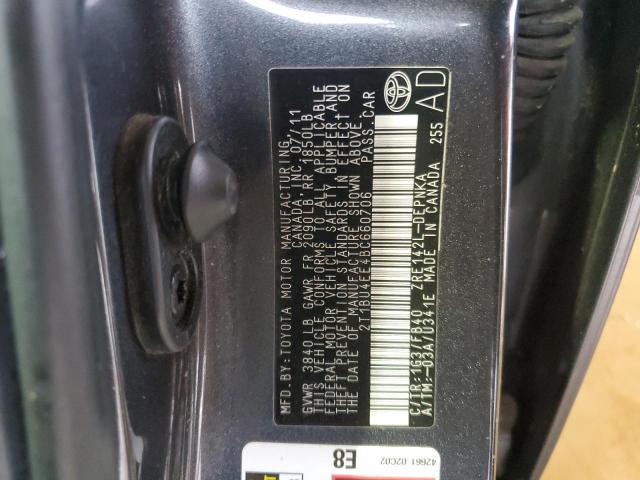 MFD.BY:TOYOTA MOTOR MANUFACTURING,
CANADA, INC. 07/11
GVWR 3840 LB GAWR FR 2090LB RR 1850LB
THIS VEHICLE CONFORMS TO ALL APPLICABLE
FEDERAL MOTOR VEHICLE SAFETY BUMPER, AND
THEFT PREVENTION STANDARDS IN EFFECT ON
THE DATE OF MANUFACTURE SHOWN ABOVE.
2T1BU4EE4BC660706 PASS.CAR
C/TR:1G3/FB40 ZRE142L-DEPNKA
A/TM:-03A/U341E MADE IN CANADA 255
AD
E8
42661-02C02